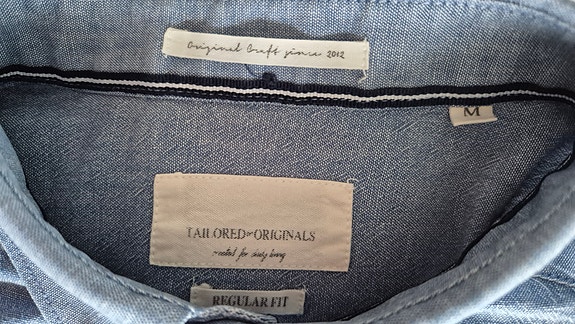 Original Craft since 2012
M
TAILORED & ORIGINALS
created for daily living
REGULAR FIT